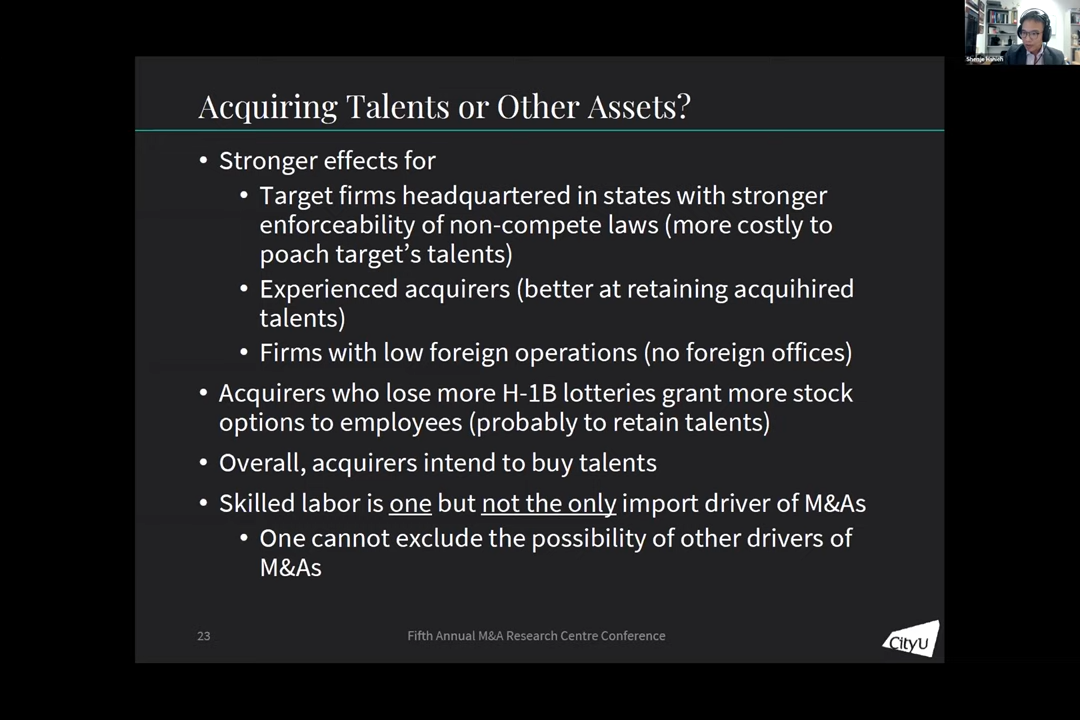 Acquiring Talents or Other Assets?
• Stronger effects for
• Target firms headquartered in states with stronger
enforceability of non-compete laws (more costly to
poach target's talents)
• Experienced acquirers (better at retaining acquihired
talents)
• Firms with low foreign operations (no foreign offices)
• Acquirers who lose more H-1B lotteries grant more stock
options to employees (probably to retain talents)
• Overall, acquirers intend to buy talents
• Skilled labor is one but not the only import driver of M&As
• One cannot exclude the possibility of other drivers of
M&As
23
Fifth Annual M&A Research Centre Conference
CityU